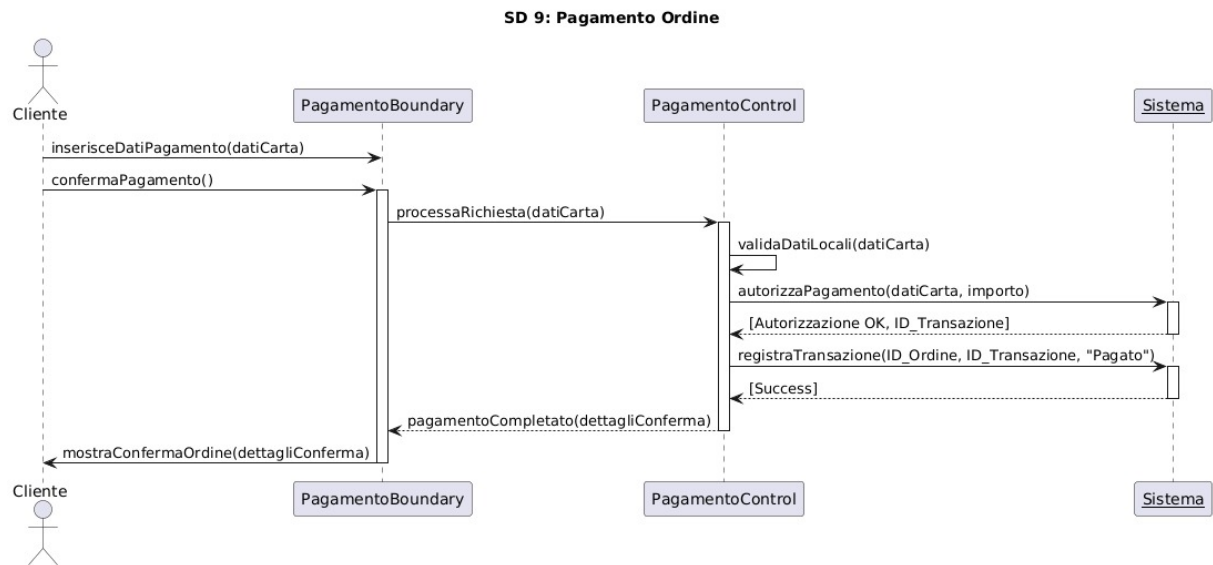 SD 9: Pagamento Ordine
Cliente
PagamentoBoundary
PagamentoControl
Sistema
inserisceDatiPagamento(datiCarta)
confermaPagamento()
processaRichiesta(datiCarta)
validaDatiLocali(datiCarta)
autorizzaPagamento(datiCarta, importo)
[Autorizzazione OK, ID_Transazione]
registraTransazione(ID_Ordine, ID_Transazione, "Pagato")
[Success]
pagamentoCompletato(dettagliConferma)
mostraConfermaOrdine(dettagliConferma)
Cliente
PagamentoBoundary
PagamentoControl
Sistema